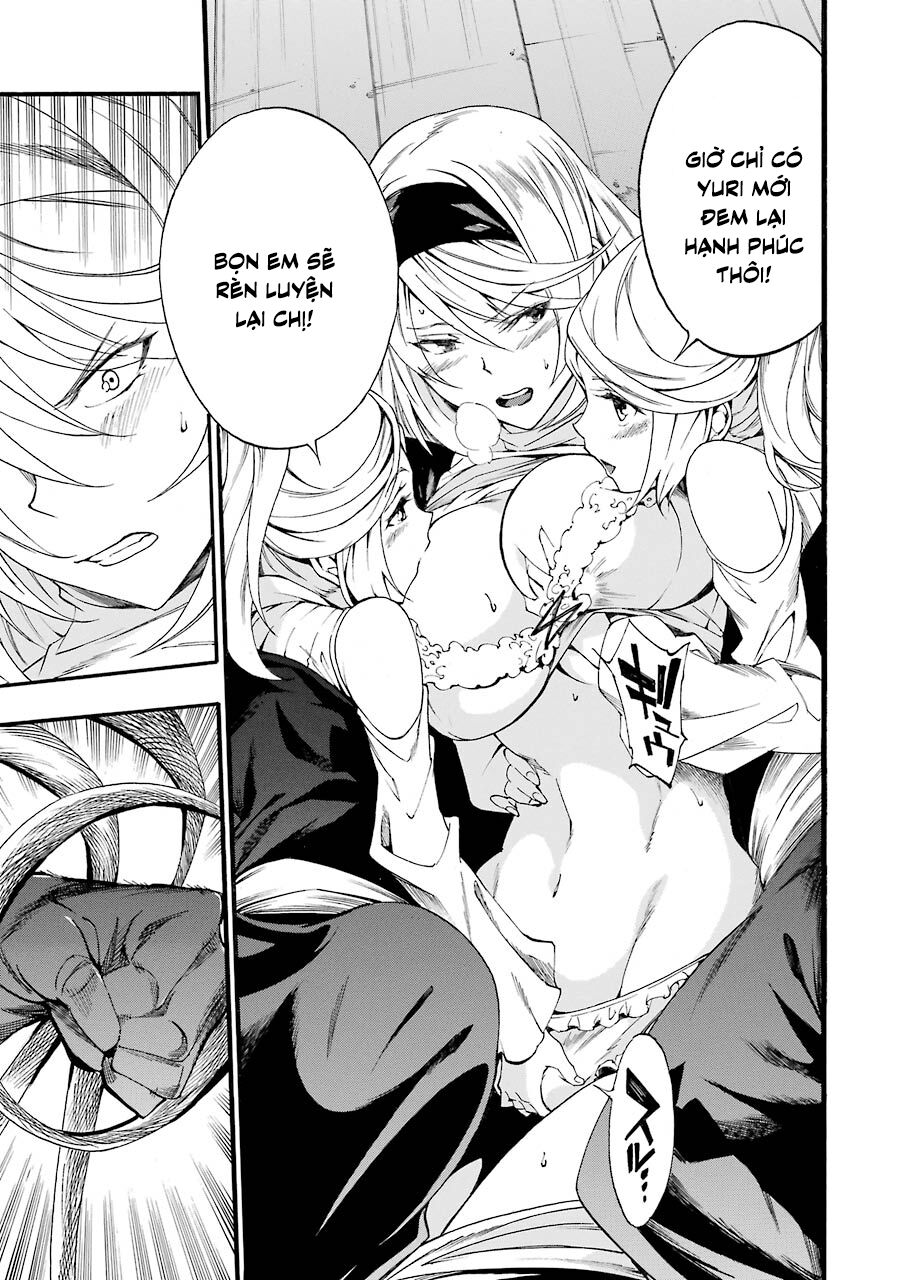 GIỜ CHỈ CÓ
YURI MỚI
ĐEM LẠI
HẠNH PHÚC
THÔI!
BỌN EM SẼ
RÈN LUYỆN
LẠI CHỊ!